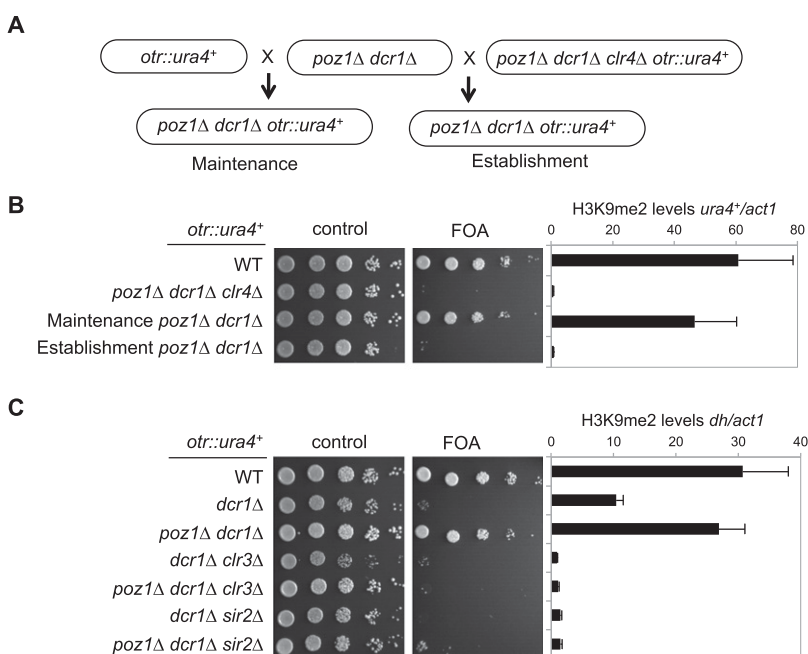 A
otr::ura4+ X poz1Δ dcr1Δ X poz1Δ dcr1Δ clr4Δ otr::ura4+
poz1Δ dcr1Δ otr::ura4+ poz1Δ dcr1Δ otr::ura4+
Maintenance Establishment
B
H3K9me2 levels ura4+/act1
otr::ura4+ control FOA 0 20 40 60 80
WT
poz1Δ dcr1Δ clr4Δ
Maintenance poz1Δ dcr1Δ
Establishment poz1Δ dcr1Δ
C
H3K9me2 levels dh/act1
otr::ura4+ control FOA 0 10 20 30 40
WT
dcr1Δ
poz1Δ dcr1Δ
dcr1Δ clr3Δ
poz1Δ dcr1Δ clr3Δ
dcr1Δ sir2Δ
poz1Δ dcr1Δ sir2Δ